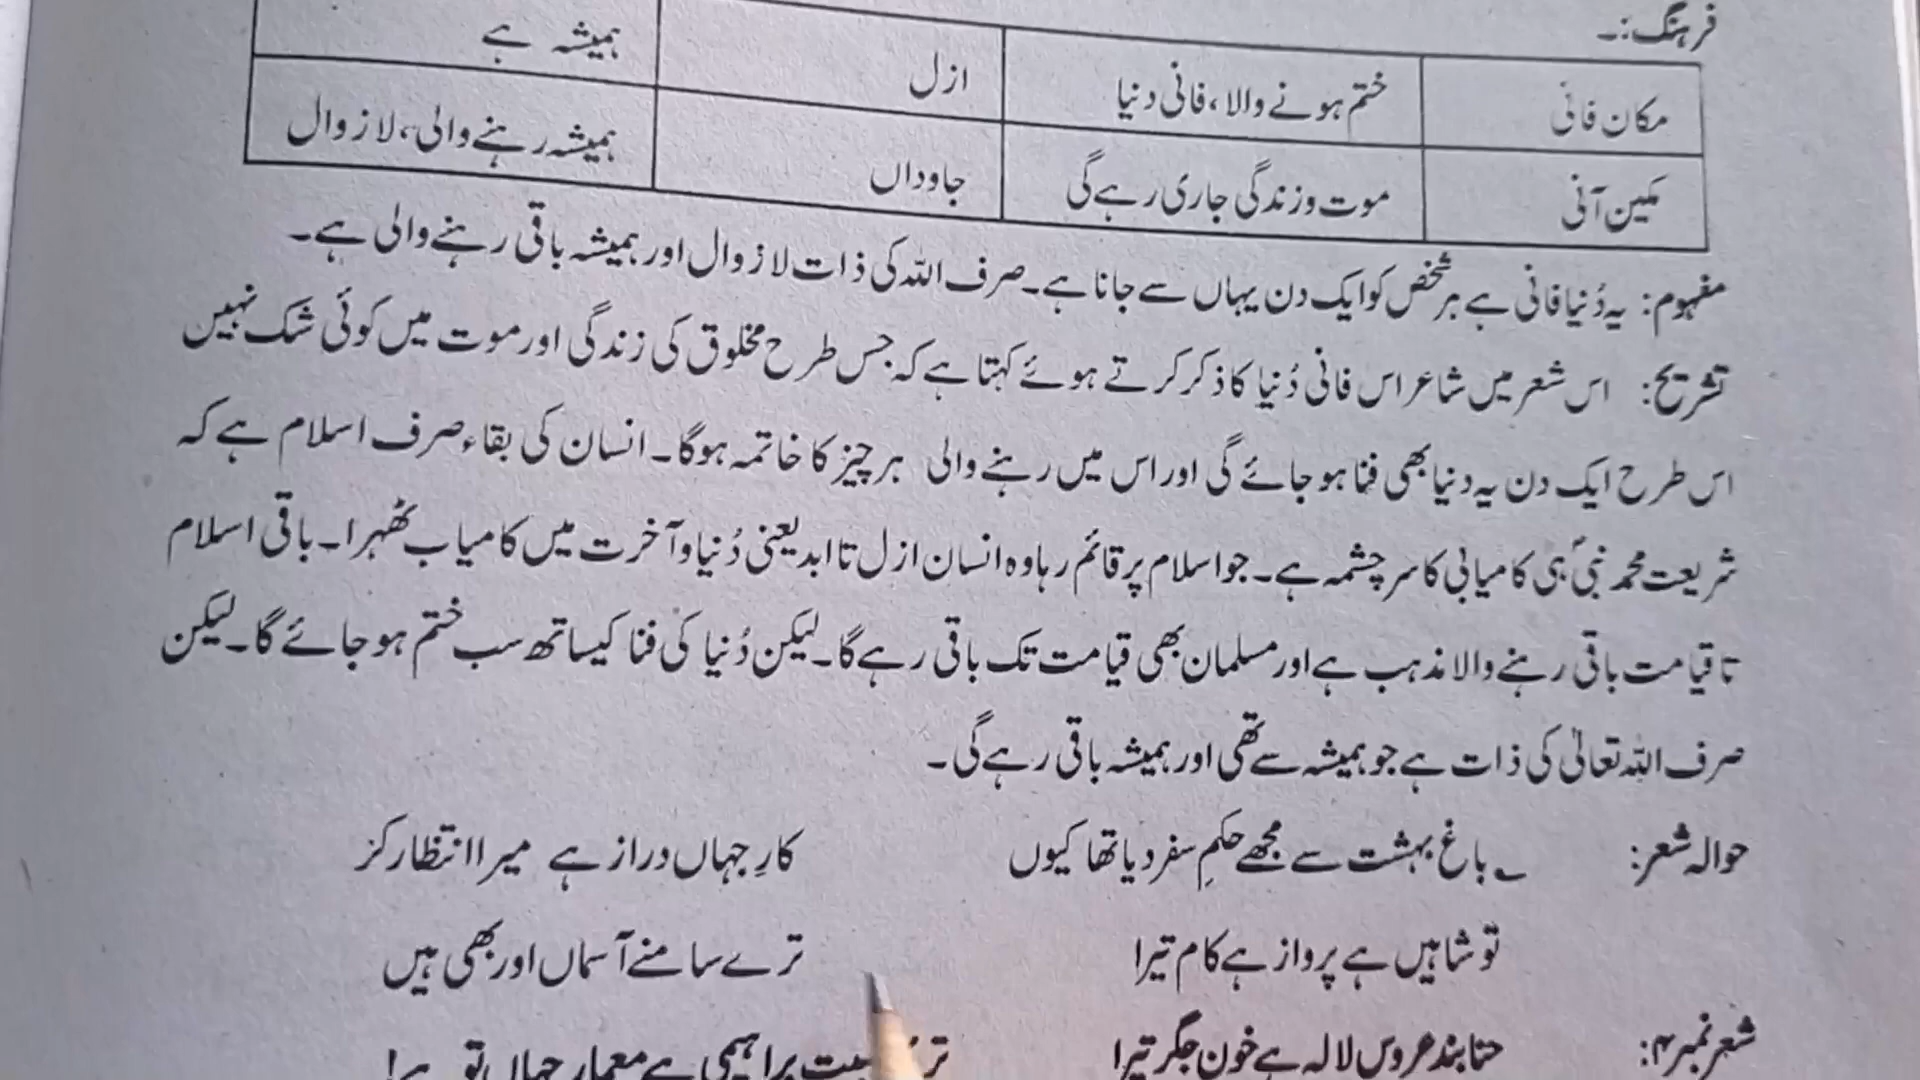 فرہنگ:۔
مکان فانی ختم ہونے والا، فانی دنیا ازل ہمیشہ ہے
مکین آنی موت وزندگی جاری رہے گی جاوداں ہمیشہ رہنے والی، لازوال
مفہوم: یہ دُنیا فانی ہے ہر شخص کو ایک دن یہاں سے جانا ہے۔ صرف اللہ کی ذات لازوال اور ہمیشہ باقی رہنے والی ہے۔
تشریح: اس شعر میں شاعر اس فانی دُنیا کا ذکر کرتے ہوئے کہتا ہے کہ جس طرح مخلوق کی زندگی اور موت میں کوئی شک نہیں
اس طرح ایک دن یہ دنیا بھی فنا ہو جائے گی اور اس میں رہنے والی ہر چیز کا خاتمہ ہوگا۔ انسان کی بقاء صرف اسلام ہے کہ
شریعت محمد نبیؐ ہی کامیابی کا سرچشمہ ہے۔ جو اسلام پر قائم رہا وہ انسان ازل تا ابد یعنی دُنیا و آخرت میں کامیاب ٹھہرا۔ باقی اسلام
تا قیامت باقی رہنے والا مذہب ہے اور مسلمان بھی قیامت تک باقی رہے گا۔ لیکن دُنیا کی فنا کیساتھ سب ختم ہو جائے گا۔ لیکن
صرف اللہ تعالٰی کی ذات ہے جو ہمیشہ سے تھی اور ہمیشہ باقی رہے گی۔
حوالہ شعر: ؎ باغِ بہشت سے مجھے حکمِ سفر دیا تھا کیوں کارِ جہاں دراز ہے میرا انتظار کر
تو شاہیں ہے پرواز ہے کام تیرا ترے سامنے آسماں اور بھی ہیں
شعر نمبر۴: حنا بند عروس لالہ ہے خون جگر تیرا براہیمی ہے معمار جہاں تو ہے!